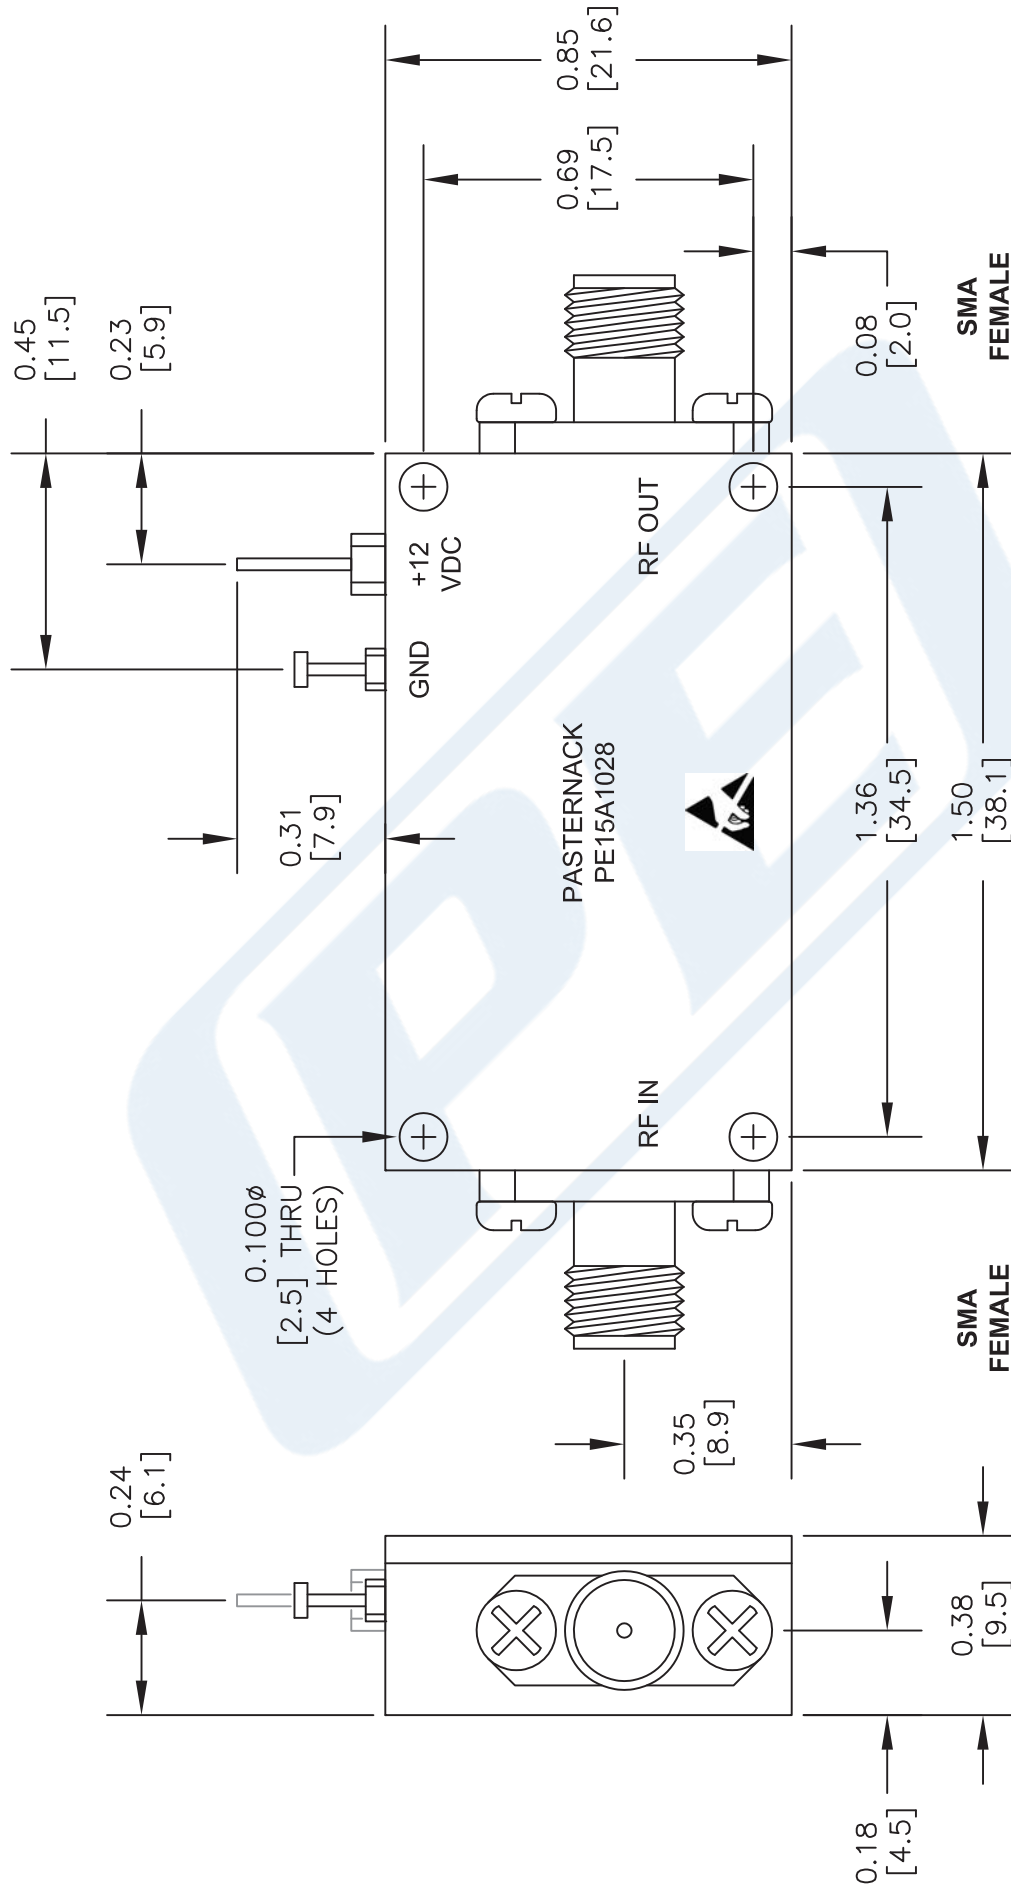 0.24
[6.1]
0.45
[11.5]
0.23
[5.9]
0.31
[7.9]
0.100ø
[2.5] THRU
(4 HOLES)
GND
+12
VDC
0.69
[17.5]
0.85
[21.6]
PASTERNACK
PE15A1028
RF IN
RF OUT
0.35
[8.9]
0.08
[2.0]
0.18
[4.5]
0.38
[9.5]
1.36
[34.5]
1.50
[38.1]
SMA
FEMALE
SMA
FEMALE
PE